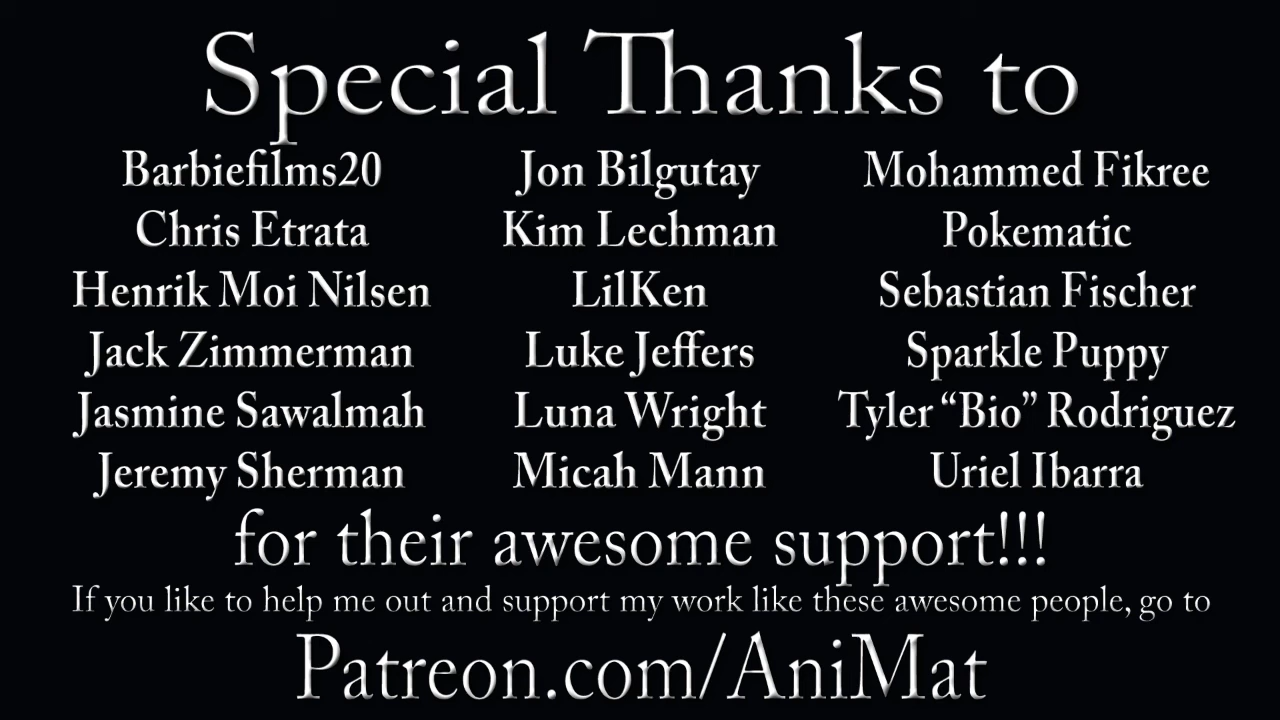 Special Thanks to
Barbiefilms20 Jon Bilgutay Mohammed Fikree
Chris Etrata Kim Lechman Pokematic
Henrik Moi Nilsen LilKen Sebastian Fischer
Jack Zimmerman Luke Jeffers Sparkle Puppy
Jasmine Sawalmah Luna Wright Tyler “Bio” Rodriguez
Jeremy Sherman Micah Mann Uriel Ibarra
for their awesome support!!!
If you like to help me out and support my work like these awesome people, go to
Patreon.com/AniMat